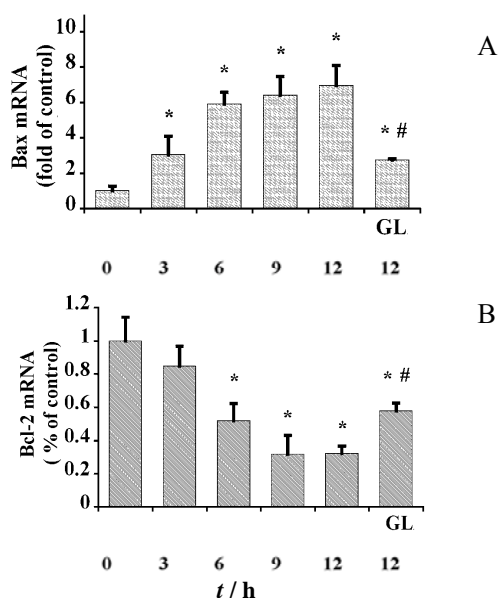 A
Bax mRNA
(fold of control)
10
8
6
4
2
0
*
*
*
*
* #
GL
0 3 6 9 12 12
B
Bcl-2 mRNA
( % of control)
1.2
1
0.8
0.6
0.4
0.2
0
*
*
*
* #
GL
0 3 6 9 12 12
t / h